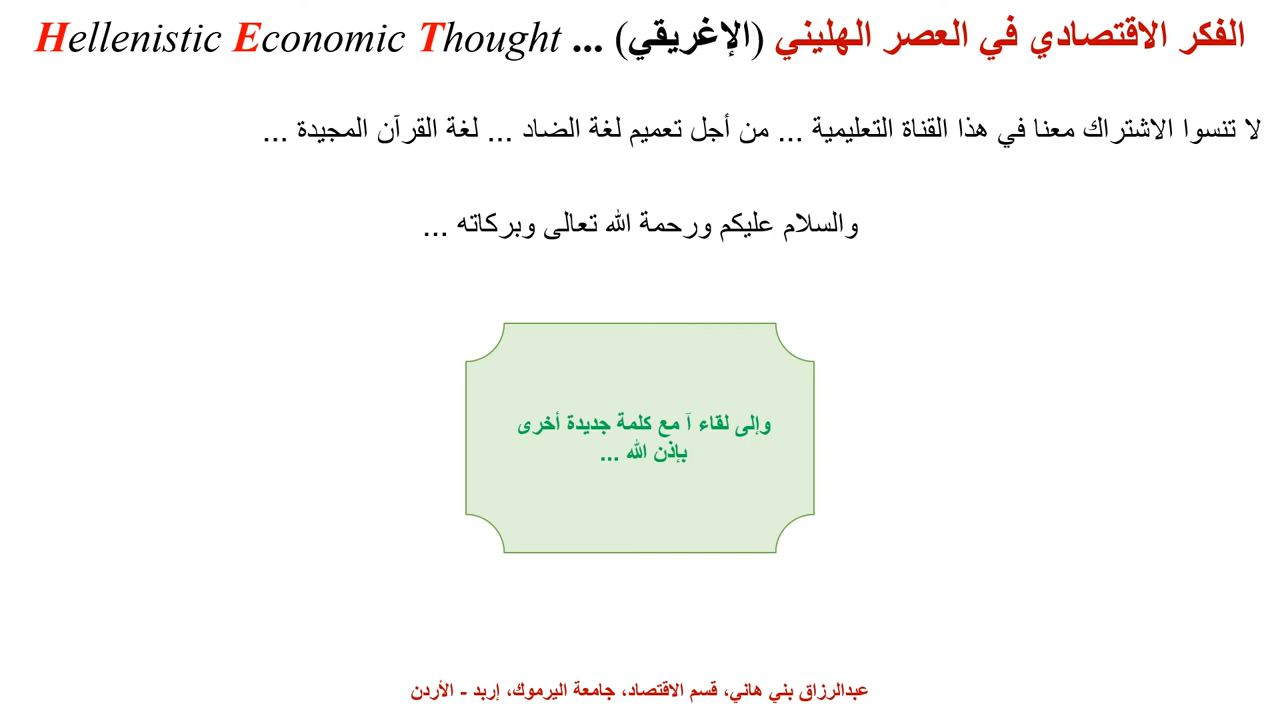 الفكر الاقتصادي في العصر الهليني (الإغريقي) ... Hellenistic Economic Thought
لا تنسوا الاشتراك معنا في هذا القناة التعليمية ... من أجل تعميم لغة الضاد ... لغة القرآن المجيدة ...
والسلام عليكم ورحمة الله تعالى وبركاته ...
وإلى لقاء آ مع كلمة جديدة أخرى
بإذن الله ...
عبدالرزاق بني هاني، قسم الاقتصاد، جامعة اليرموك، إربد - الأردن